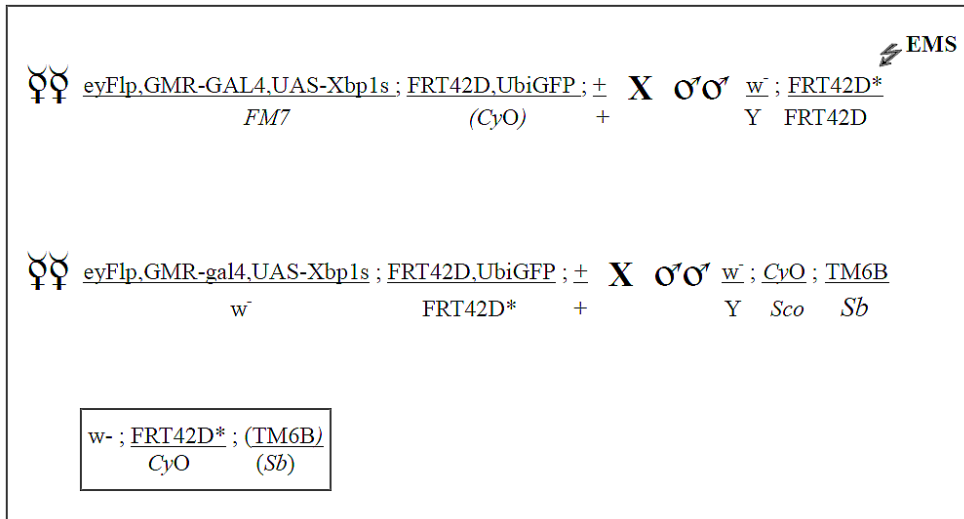 EMS
☿☿ eyFlp,GMR-GAL4,UAS-Xbp1s ; FRT42D,UbiGFP ; + X ♂♂ w- ; FRT42D*
FM7 (CyO) + Y FRT42D
☿☿ eyFlp,GMR-gal4,UAS-Xbp1s ; FRT42D,UbiGFP ; + X ♂♂ w- ; CyO ; TM6B
w- FRT42D* + Y Sco Sb
w- ; FRT42D* ; (TM6B)
CyO (Sb)